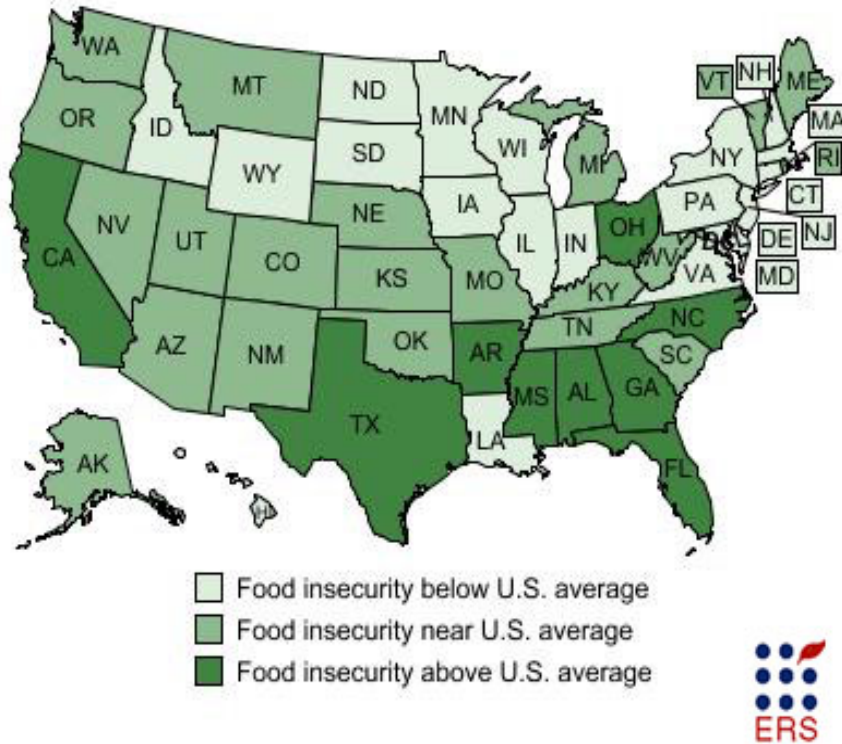 WA
MT
ND
MN
VT
NH
ME
OR
ID
WY
SD
WI
MI
NY
MA
RI
CT
NJ
DE
MD
PA
NE
IA
IL
IN
OH
NV
UT
CO
KS
MO
WV
VA
KY
CA
AZ
NM
OK
AR
TN
NC
SC
TX
LA
MS
AL
GA
FL
AK
HI
Food insecurity below U.S. average
Food insecurity near U.S. average
Food insecurity above U.S. average
ERS